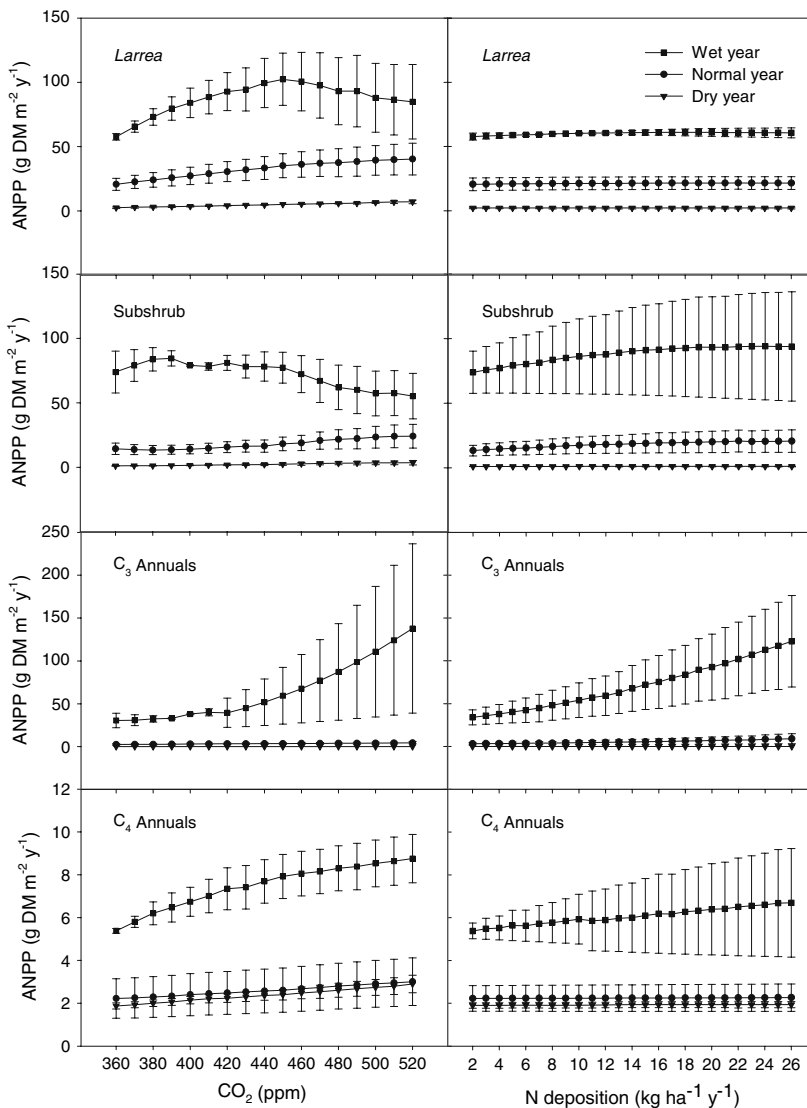 150
Larrea
100
50
0
ANPP (g DM m⁻² y⁻¹)
Larrea
Wet year
Normal year
Dry year
150
Subshrub
100
50
0
ANPP (g DM m⁻² y⁻¹)
Subshrub
250
C₃ Annuals
200
150
100
50
0
ANPP (g DM m⁻² y⁻¹)
C₃ Annuals
12
C₄ Annuals
10
8
6
4
2
0
ANPP (g DM m⁻² y⁻¹)
C₄ Annuals
360 380 400 420 440 460 480 500 520
CO₂ (ppm)
2 4 6 8 10 12 14 16 18 20 22 24 26
N deposition (kg ha⁻¹ y⁻¹)